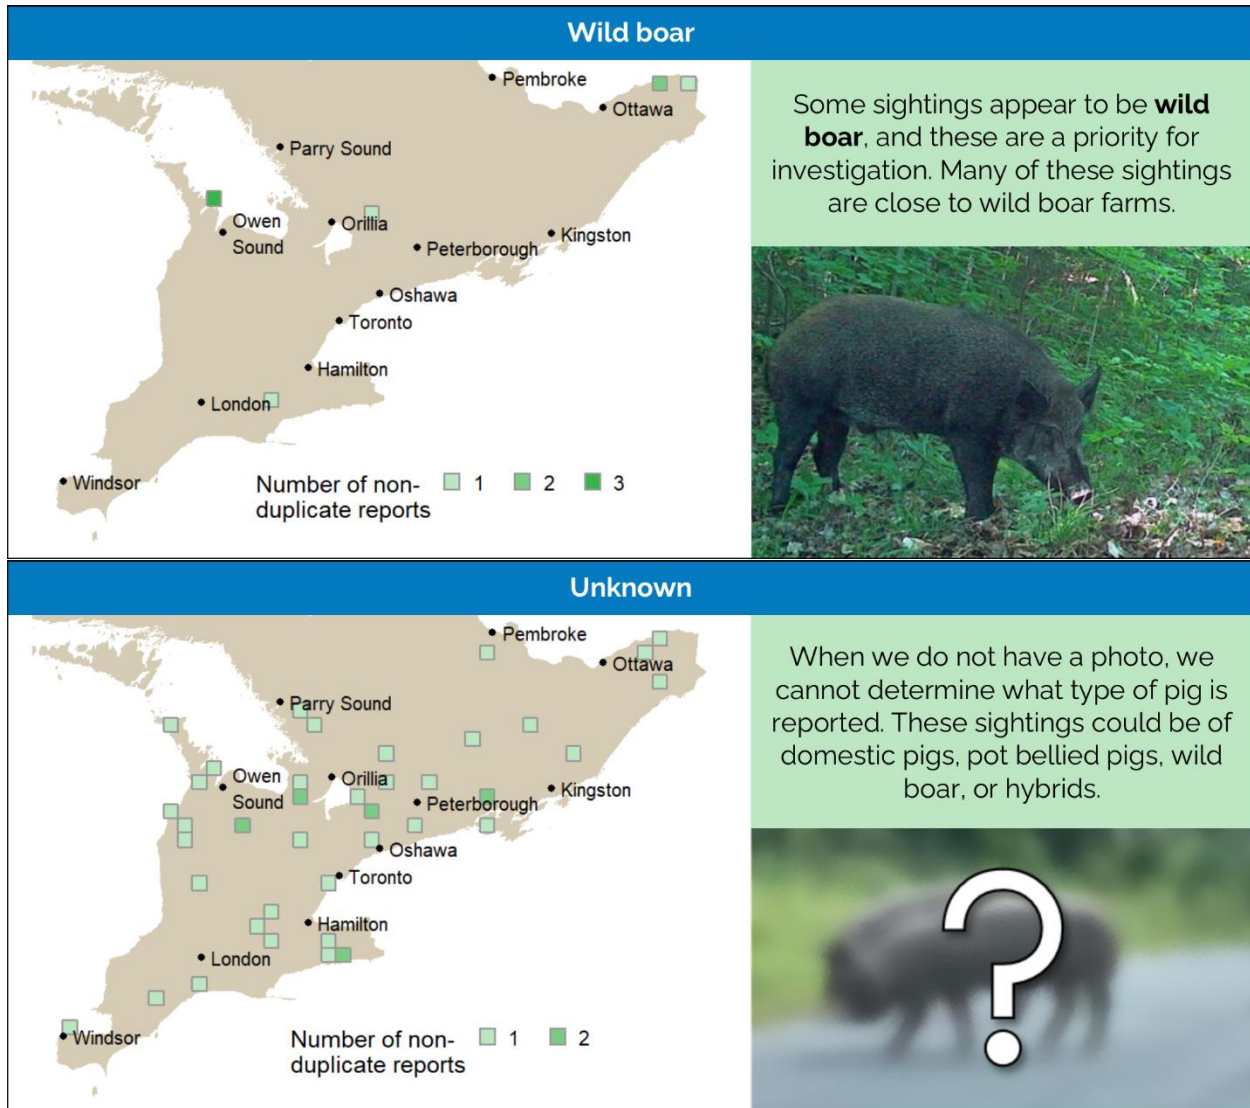 Wild boar
Pembroke
Ottawa
Parry Sound
Owen
Sound
Orillia
Peterborough
Kingston
Oshawa
Toronto
Hamilton
London
Windsor
Number of non-
duplicate reports
1
2
3
Some sightings appear to be wild
boar, and these are a priority for
investigation. Many of these sightings
are close to wild boar farms.
Unknown
Pembroke
Ottawa
Parry Sound
Owen
Sound
Orillia
Peterborough
Kingston
Oshawa
Toronto
Hamilton
London
Windsor
Number of non-
duplicate reports
1
2
When we do not have a photo, we
cannot determine what type of pig is
reported. These sightings could be of
domestic pigs, pot bellied pigs, wild
boar, or hybrids.
?